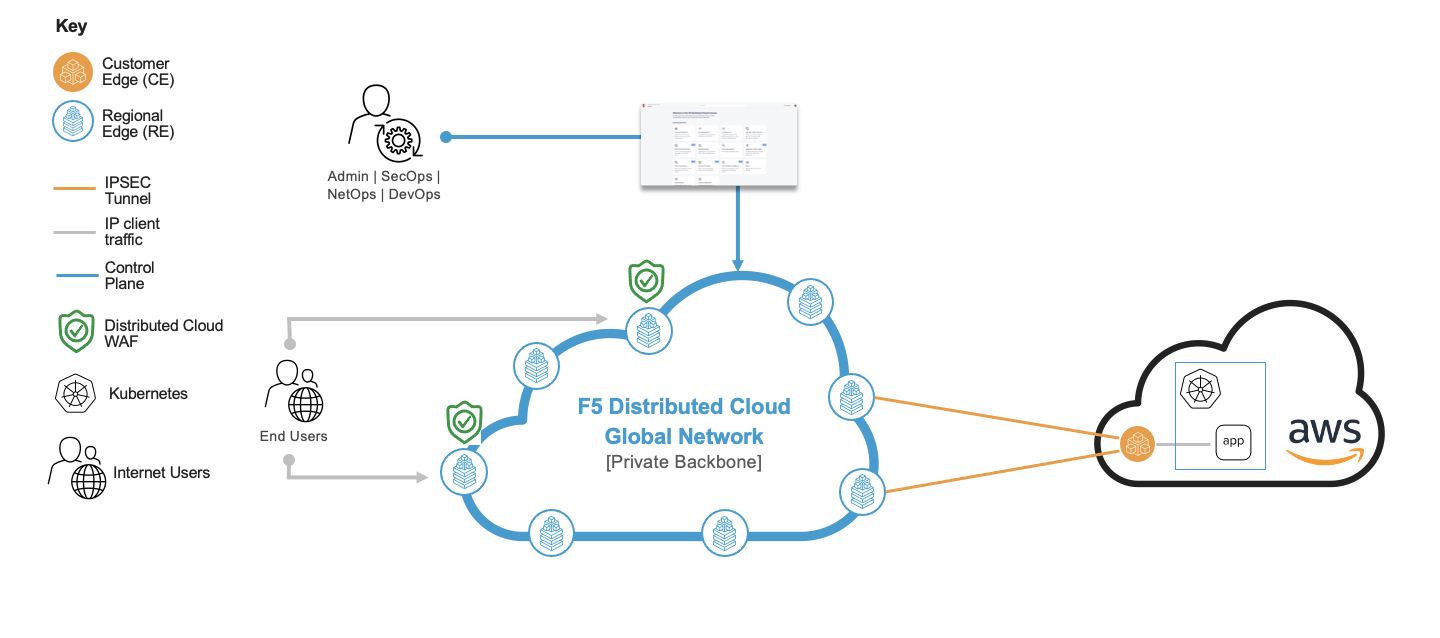 Key
Customer
Edge (CE)
Regional
Edge (RE)
IPSEC
Tunnel
IP client
traffic
Control
Plane
Distributed Cloud
WAF
Kubernetes
Internet Users
Admin | SecOps |
NetOps | DevOps
End Users
F5 Distributed Cloud
Global Network
[Private Backbone]
app
aws